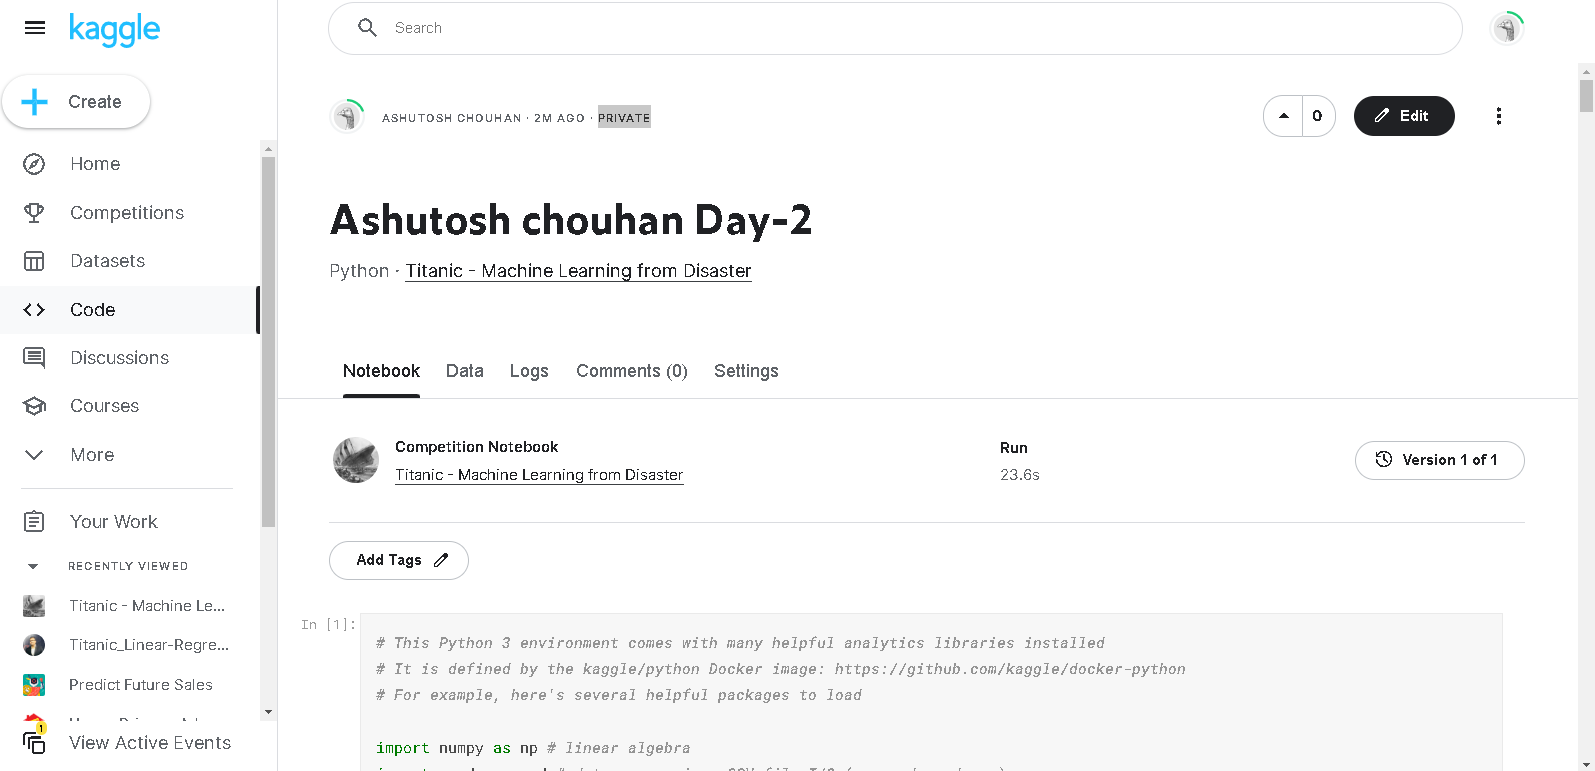 kaggle
Search
Create
Home
Competitions
Datasets
Code
Discussions
Courses
More
Your Work
RECENTLY VIEWED
Titanic - Machine Le...
Titanic_Linear-Regre...
Predict Future Sales
1
View Active Events
ASHUTOSH CHOUHAN · 2M AGO · PRIVATE
0
Edit
Ashutosh chouhan Day-2
Python · Titanic - Machine Learning from Disaster
Notebook Data Logs Comments (0) Settings
Competition Notebook
Titanic - Machine Learning from Disaster
Run
23.6s
Version 1 of 1
Add Tags
In [1]:
# This Python 3 environment comes with many helpful analytics libraries installed
# It is defined by the kaggle/python Docker image: https://github.com/kaggle/docker-python
# For example, here's several helpful packages to load
import numpy as np # linear algebra